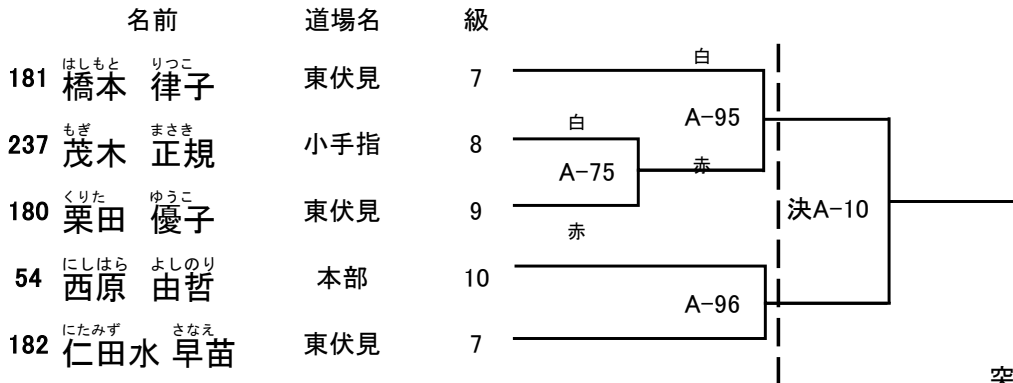 名前 道場名 級
はしもと りつこ
181 橋本 律子 東伏見 7
白
A-95
もぎ まさき
237 茂木 正規 小手指 8
白
A-75
赤
くりた ゆうこ
180 栗田 優子 東伏見 9
赤
決A-10
にしはら よしのり
54 西原 由哲 本部 10
A-96
にたみず さなえ
182 仁田水 早苗 東伏見 7